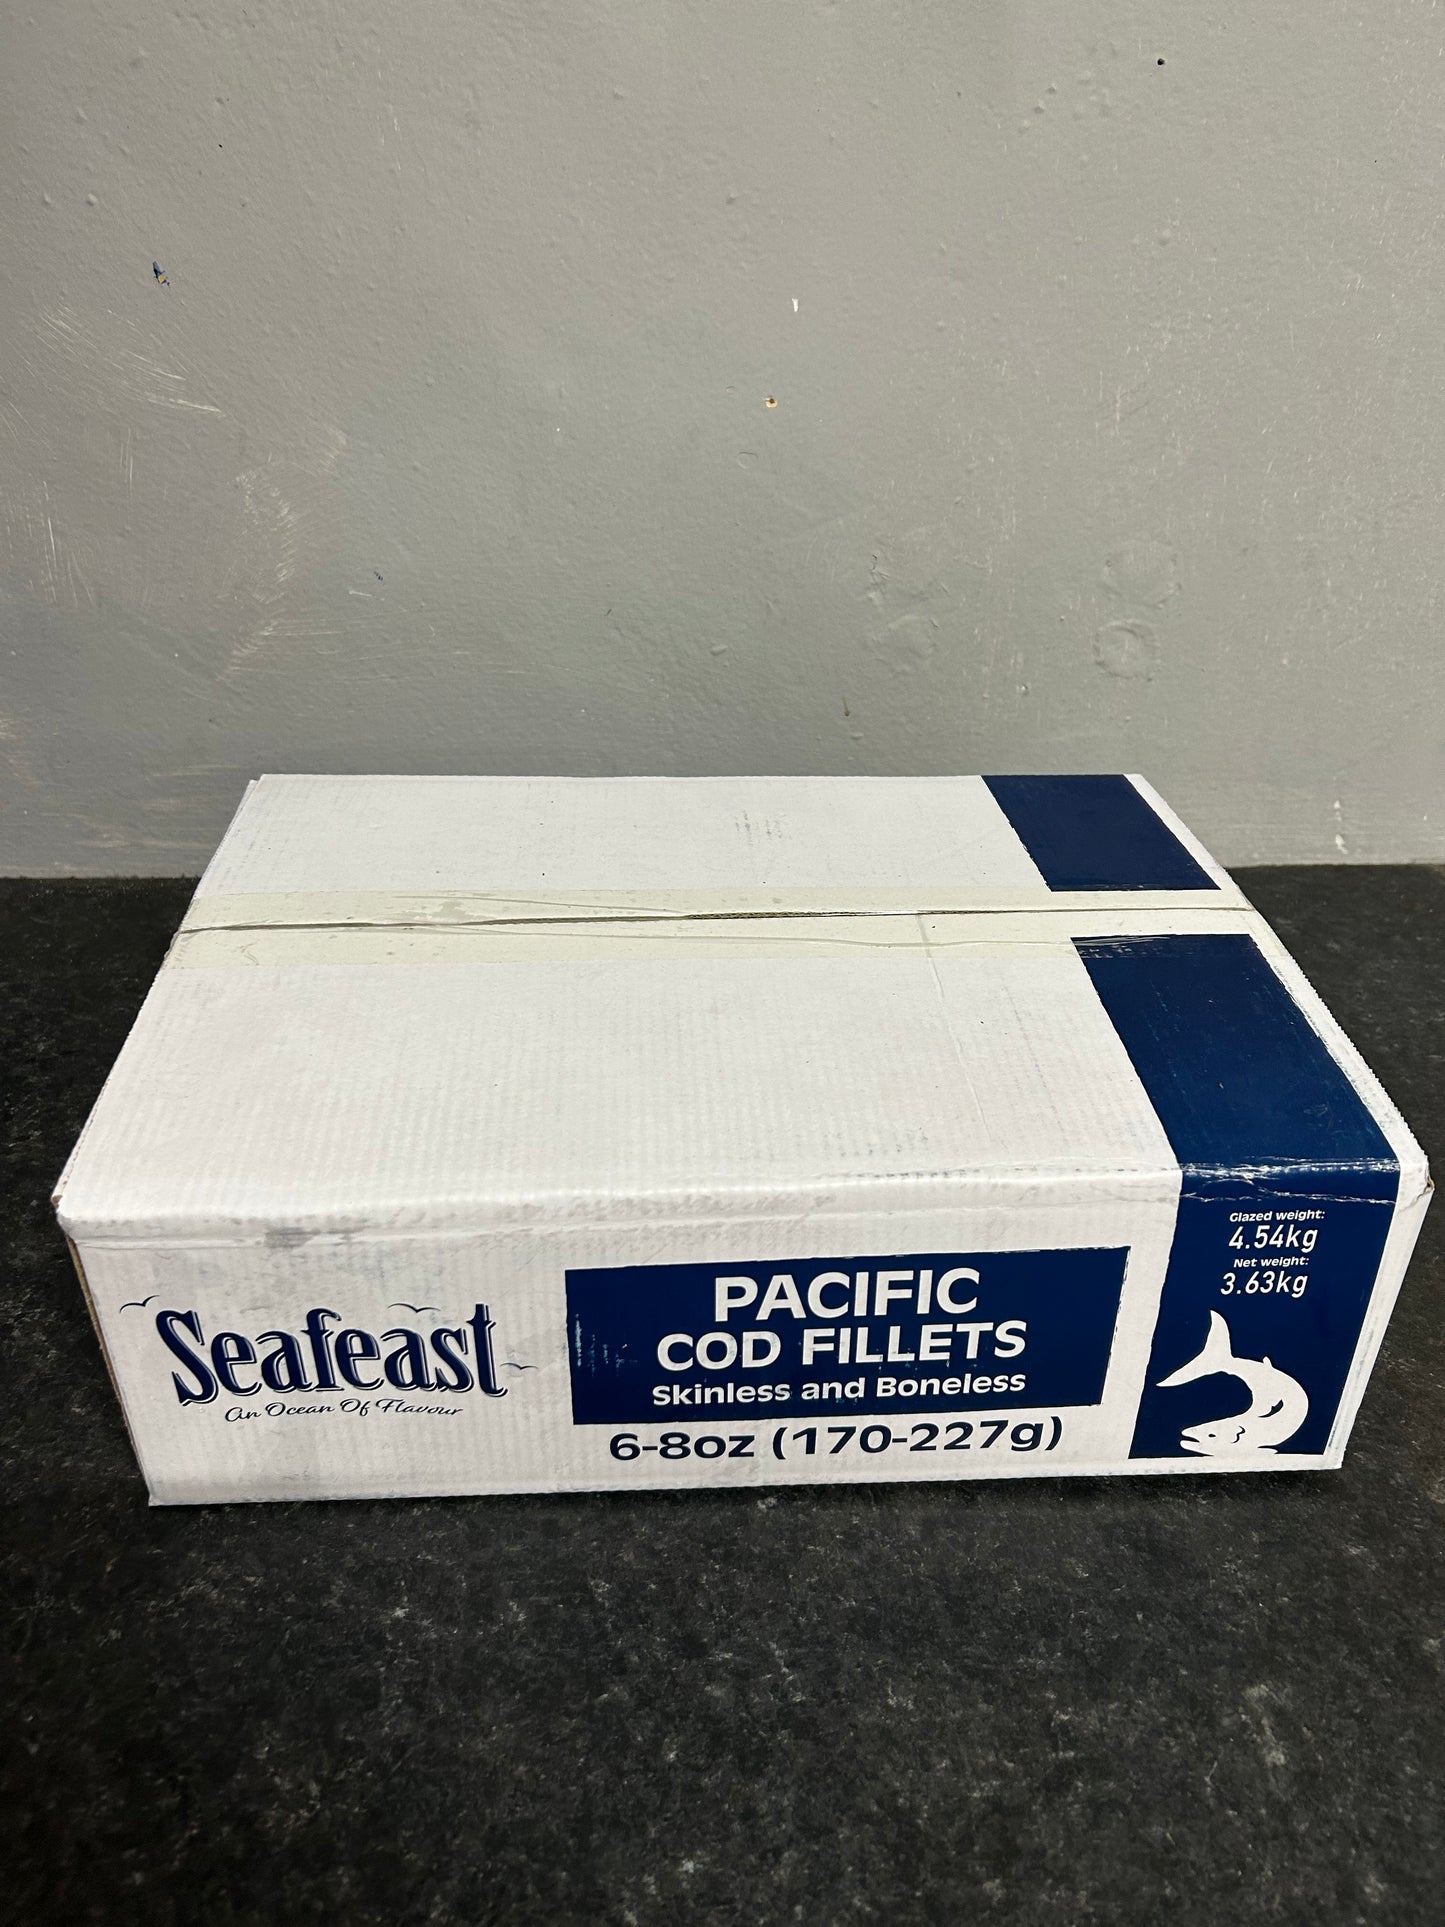 Seafeast
An Ocean Of Flavour
PACIFIC
COD FILLETS
Skinless and Boneless
6-8oz (170-227g)
Glazed weight:
4.54kg
Net weight:
3.63kg